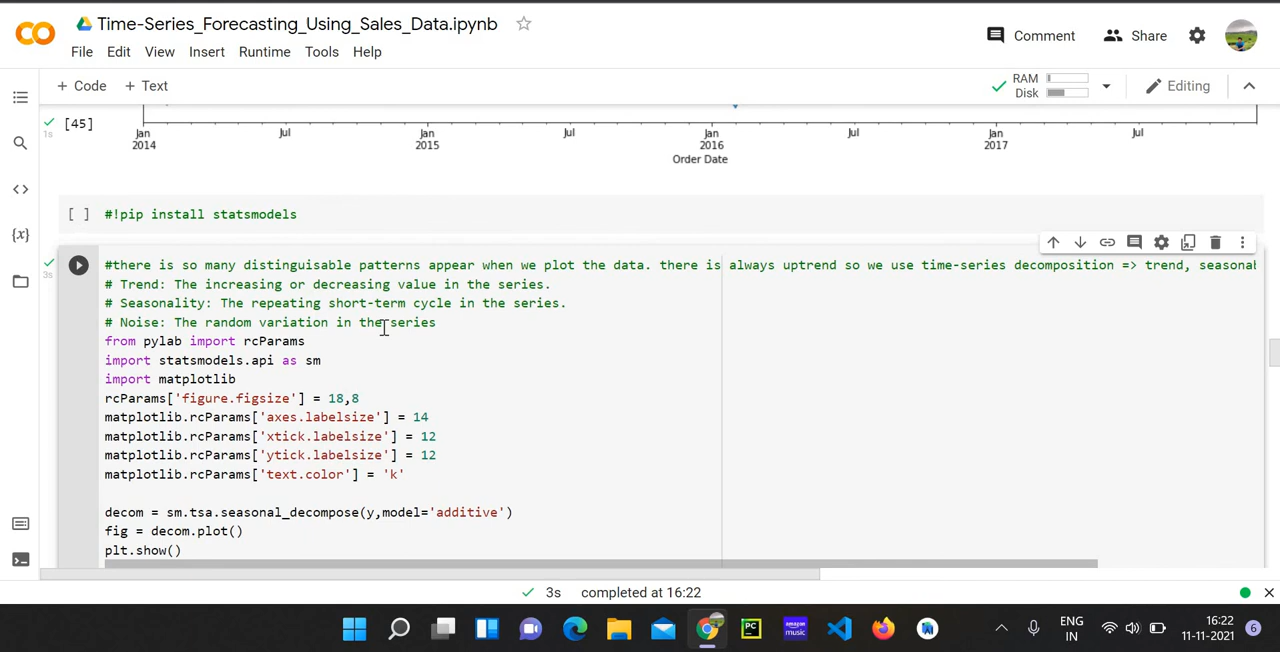 Time-Series_Forecasting_Using_Sales_Data.ipynb
File Edit View Insert Runtime Tools Help
Comment Share
+ Code + Text
RAM
Disk
Editing
[45]
1s
Jan Jul Jan Jul Jan Jul Jan Jul
2014 2015 2016 2017
Order Date
[ ] #!pip install statsmodels
3s
#there is so many distinguisable patterns appear when we plot the data. there is always uptrend so we use time-series decomposition => trend, seasonab
# Trend: The increasing or decreasing value in the series.
# Seasonality: The repeating short-term cycle in the series.
# Noise: The random variation in the series
from pylab import rcParams
import statsmodels.api as sm
import matplotlib
rcParams['figure.figsize'] = 18,8
matplotlib.rcParams['axes.labelsize'] = 14
matplotlib.rcParams['xtick.labelsize'] = 12
matplotlib.rcParams['ytick.labelsize'] = 12
matplotlib.rcParams['text.color'] = 'k'
decom = sm.tsa.seasonal_decompose(y,model='additive')
fig = decom.plot()
plt.show()
{x}
3s completed at 16:22
PC
amazon music
ENG
IN
16:22
11-11-2021
6